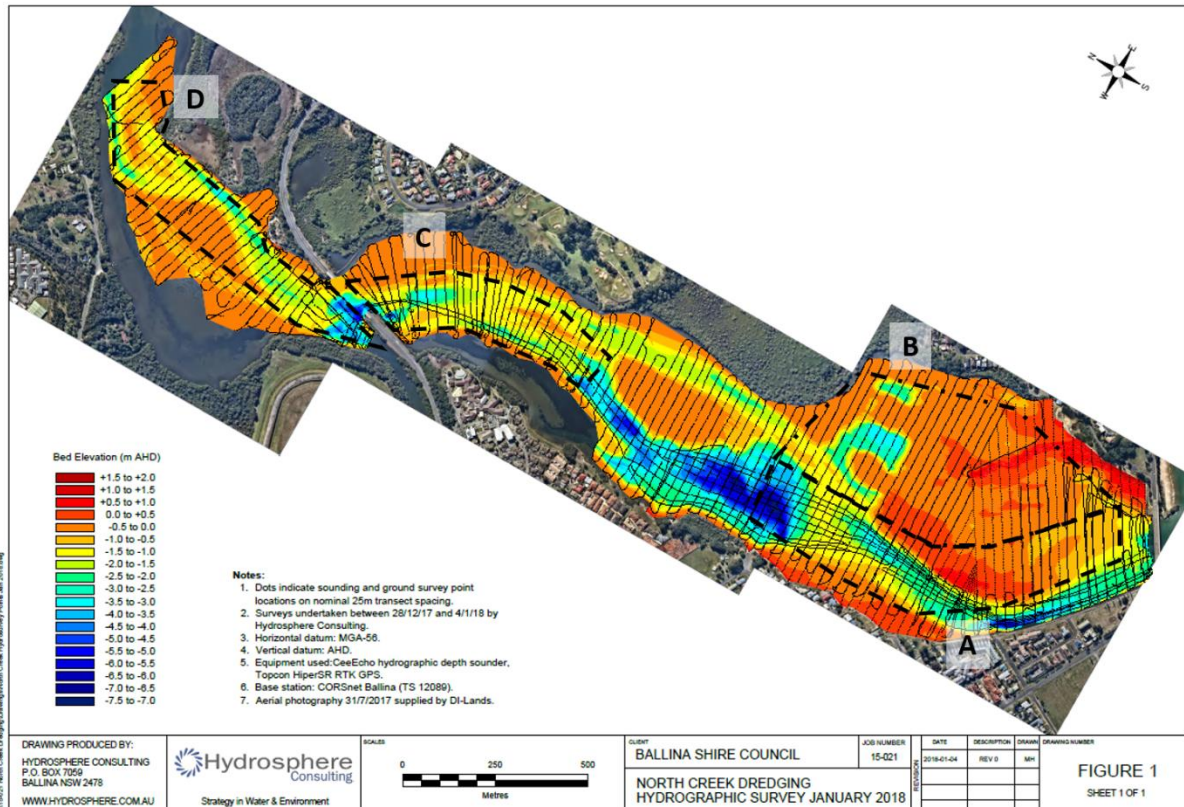 D
C
B
A
N
E
S
W
Bed Elevation (m AHD)
+1.5 to +2.0
+1.0 to +1.5
+0.5 to +1.0
0.0 to +0.5
-0.5 to 0.0
-1.0 to -0.5
-1.5 to -1.0
-2.0 to -1.5
-2.5 to -2.0
-3.0 to -2.5
-3.5 to -3.0
-4.0 to -3.5
-4.5 to -4.0
-5.0 to -4.5
-5.5 to -5.0
-6.0 to -5.5
-6.5 to -6.0
-7.0 to -6.5
-7.5 to -7.0
Notes:
1. Dots indicate sounding and ground survey point
locations on nominal 25m transect spacing.
2. Surveys undertaken between 28/12/17 and 4/1/18 by
Hydrosphere Consulting.
3. Horizontal datum: MGA-56.
4. Vertical datum: AHD.
5. Equipment used:CeeEcho hydrographic depth sounder,
Topcon HiperSR RTK GPS.
6. Base station: CORSnet Ballina (TS 12089).
7. Aerial photography 31/7/2017 supplied by DI-Lands.
DRAWING PRODUCED BY:
HYDROSPHERE CONSULTING
P.O. BOX 7059
BALLINA NSW 2478
WWW.HYDROSPHERE.COM.AU
Hydrosphere
Consulting
Strategy in Water & Environment
SCALES
0 250 500
Metres
CLIENT
BALLINA SHIRE COUNCIL
JOB NUMBER
15-021
NORTH CREEK DREDGING
HYDROGRAPHIC SURVEY JANUARY 2018
REVISION
DATE DESCRIPTION DRAWN
2018-01-04 REV 0 MH
DRAWING NUMBER
FIGURE 1
SHEET 1 OF 1